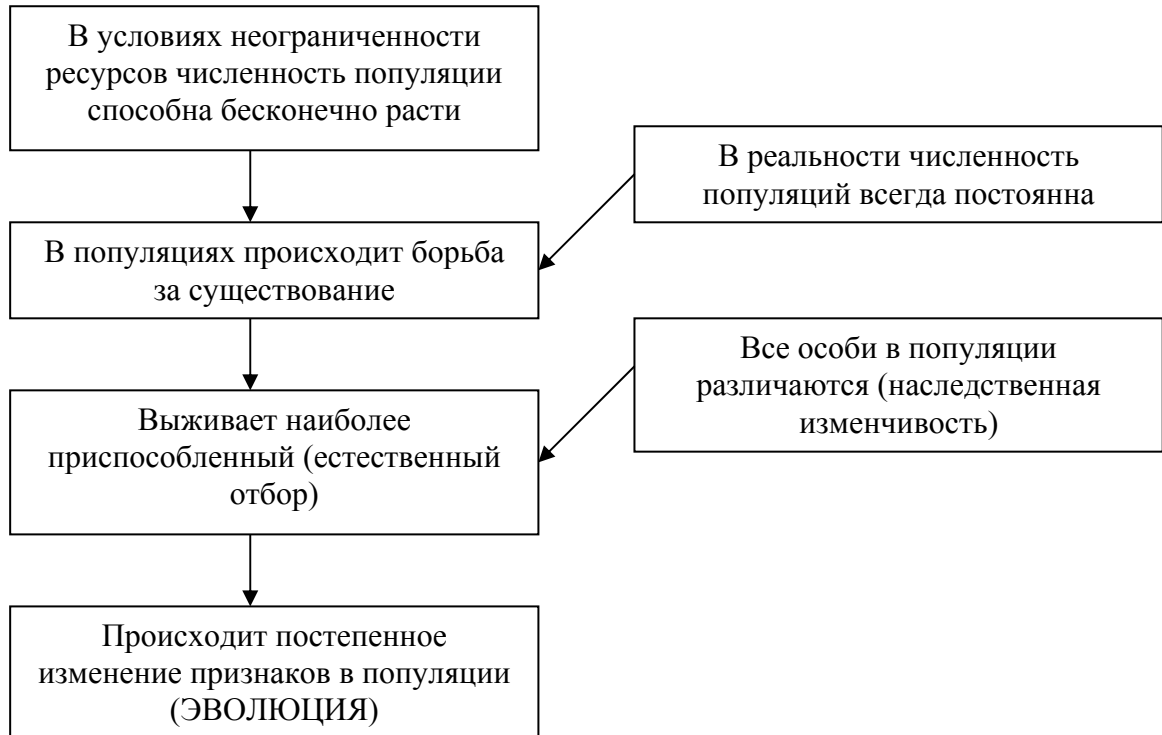 В условиях неограниченности
ресурсов численность популяции
способна бесконечно расти
В реальности численность
популяций всегда постоянна
В популяциях происходит борьба
за существование
Все особи в популяции
различаются (наследственная
изменчивость)
Выживает наиболее
приспособленный (естественный
отбор)
Происходит постепенное
изменение признаков в популяции
(ЭВОЛЮЦИЯ)